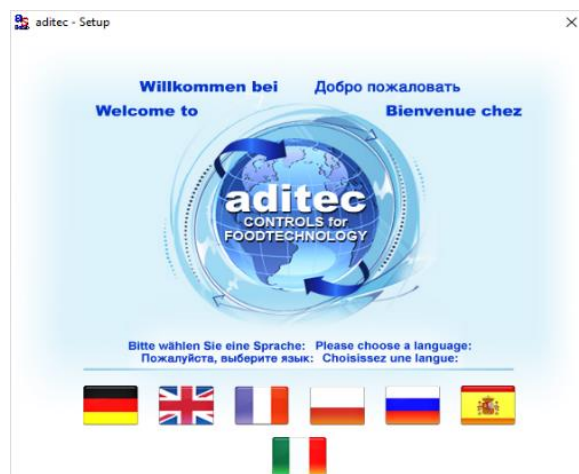 aditec - Setup
Willkommen bei Добро пожаловать
Welcome to Bienvenue chez
aditec
CONTROLS for
FOODTECHNOLOGY
Bitte wählen Sie eine Sprache: Please choose a language:
Пожалуйста, выберите язык: Choisissez une langue: